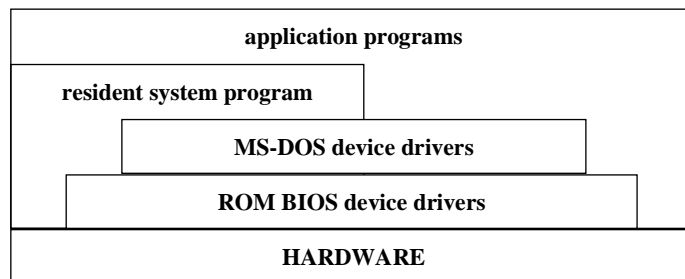 application programs
resident system program
MS-DOS device drivers
ROM BIOS device drivers
HARDWARE